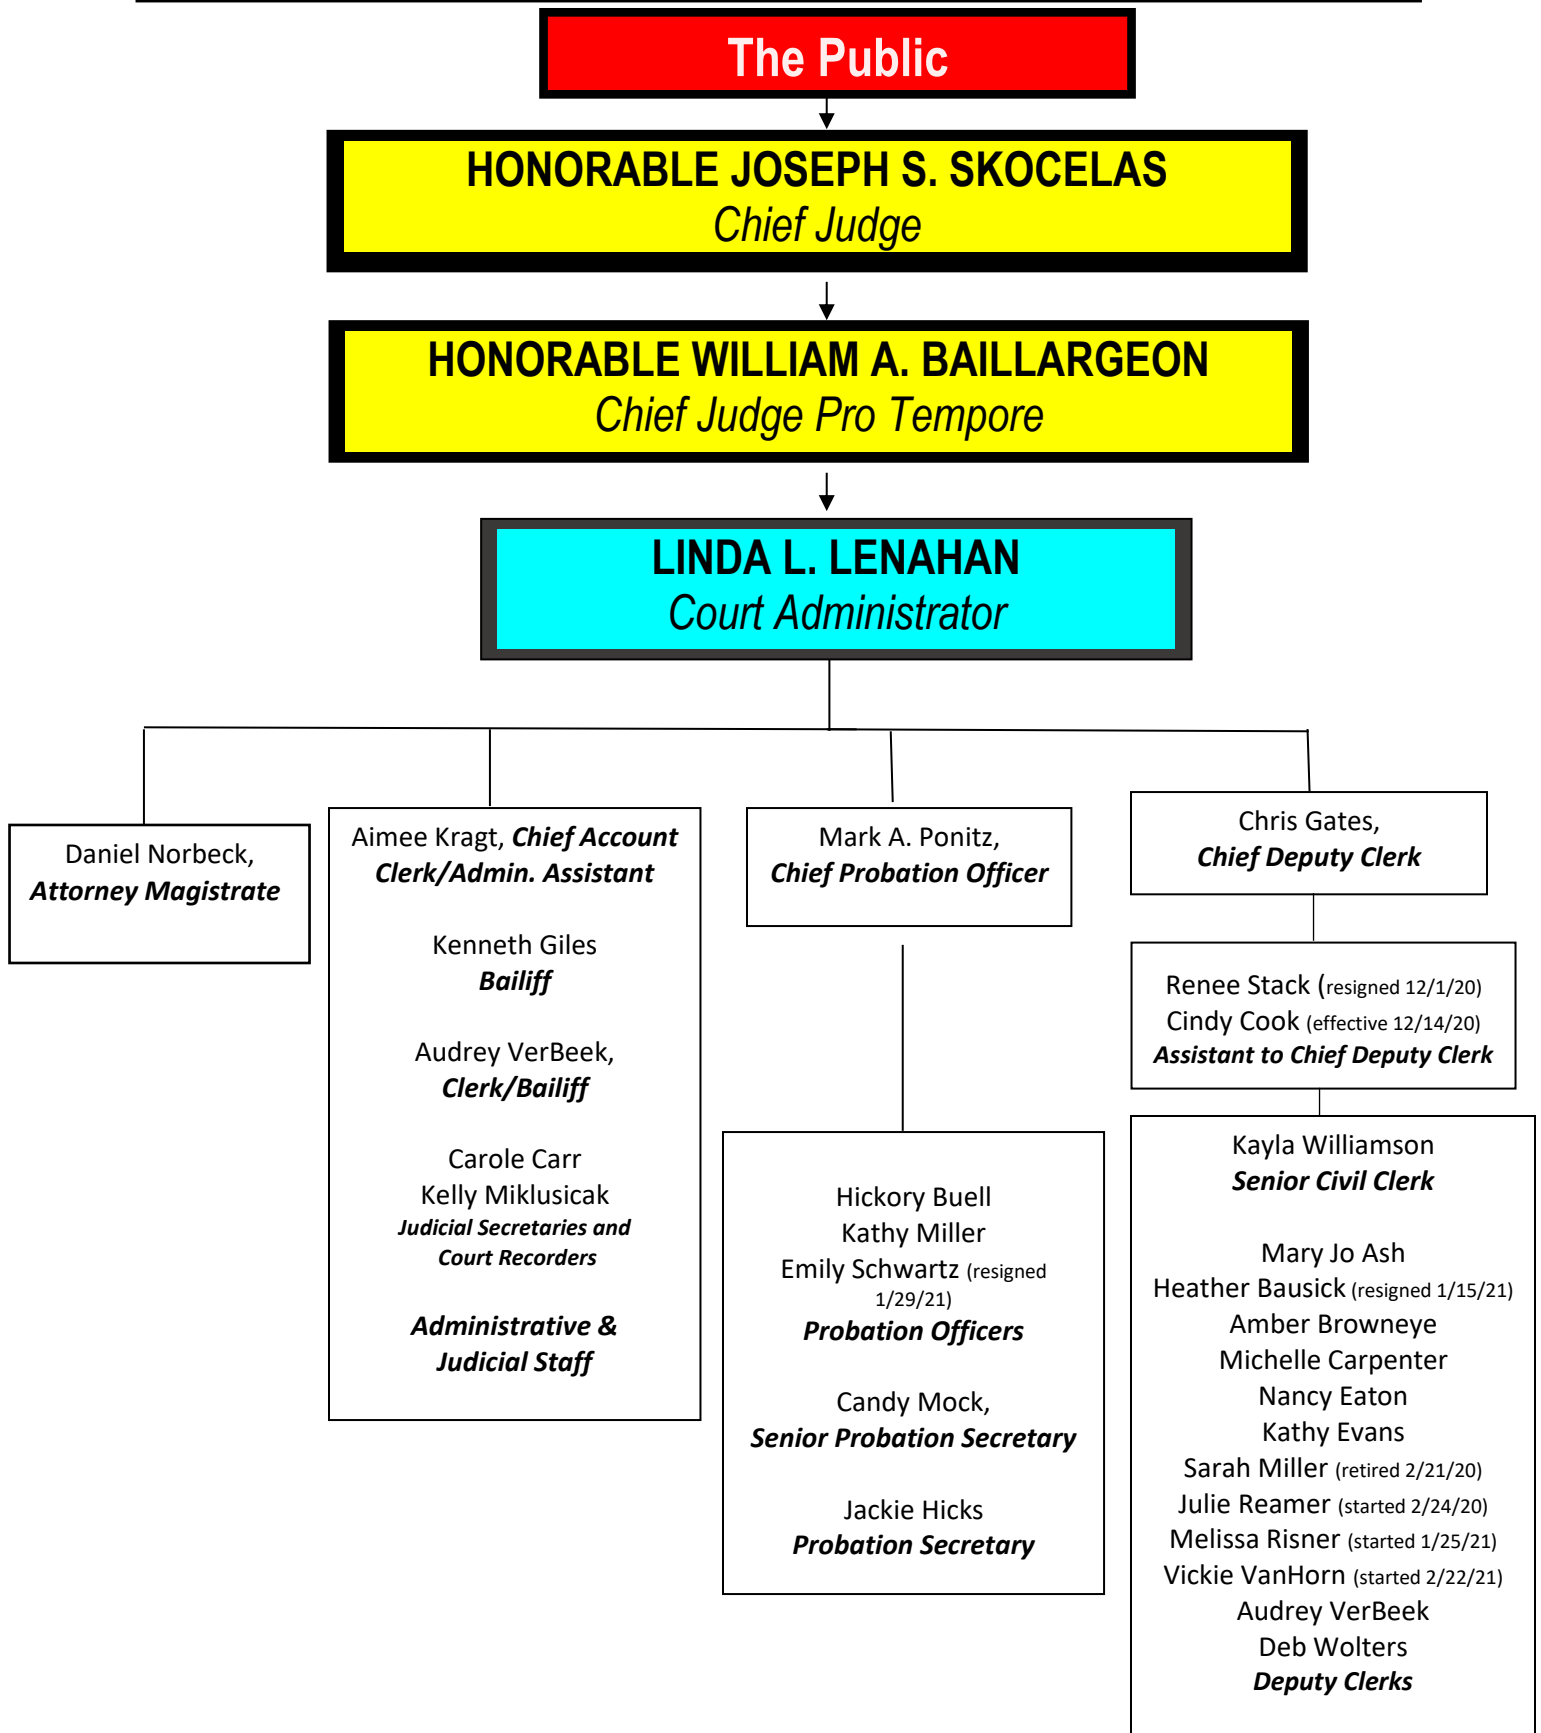 The Public
HONORABLE JOSEPH S. SKOCELAS
Chief Judge
HONORABLE WILLIAM A. BAILLARGEON
Chief Judge Pro Tempore
LINDA L. LENAHAN
Court Administrator
Daniel Norbeck,
Attorney Magistrate
Aimee Kragt, Chief Account
Clerk/Admin. Assistant
Kenneth Giles
Bailiff
Audrey VerBeek,
Clerk/Bailiff
Carole Carr
Kelly Miklusicak
Judicial Secretaries and
Court Recorders
Administrative &
Judicial Staff
Mark A. Ponitz,
Chief Probation Officer
Hickory Buell
Kathy Miller
Emily Schwartz (resigned
1/29/21)
Probation Officers
Candy Mock,
Senior Probation Secretary
Jackie Hicks
Probation Secretary
Chris Gates,
Chief Deputy Clerk
Renee Stack (resigned 12/1/20)
Cindy Cook (effective 12/14/20)
Assistant to Chief Deputy Clerk
Kayla Williamson
Senior Civil Clerk
Mary Jo Ash
Heather Bausick (resigned 1/15/21)
Amber Browneye
Michelle Carpenter
Nancy Eaton
Kathy Evans
Sarah Miller (retired 2/21/20)
Julie Reamer (started 2/24/20)
Melissa Risner (started 1/25/21)
Vickie VanHorn (started 2/22/21)
Audrey VerBeek
Deb Wolters
Deputy Clerks